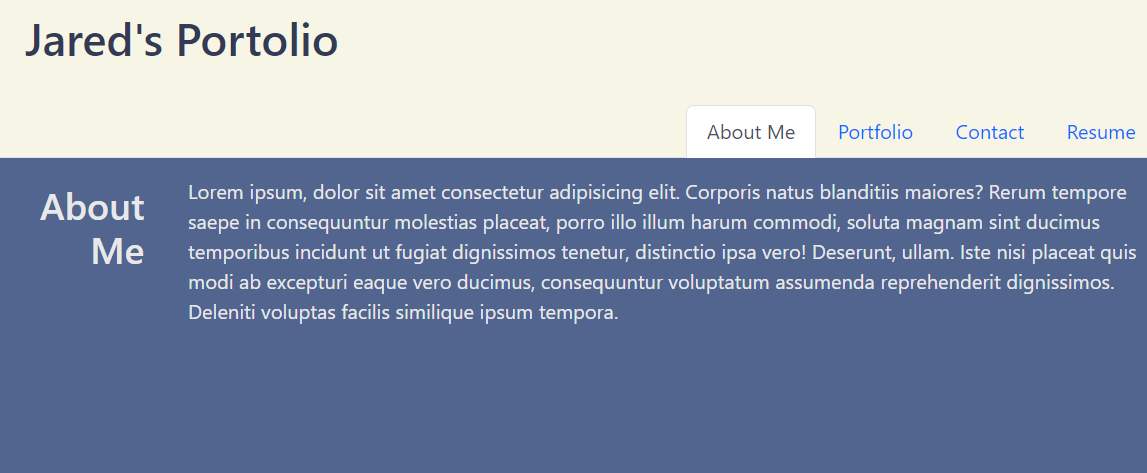 Jared's Portolio
About Me
Portfolio
Contact
Resume
About
Me
Lorem ipsum, dolor sit amet consectetur adipisicing elit. Corporis natus blanditiis maiores? Rerum tempore
saepe in consequuntur molestias placeat, porro illo illum harum commodi, soluta magnam sint ducimus
temporibus incidunt ut fugiat dignissimos tenetur, distinctio ipsa vero! Deserunt, ullam. Iste nisi placeat quis
modi ab excepturi eaque vero ducimus, consequuntur voluptatum assumenda reprehenderit dignissimos.
Deleniti voluptas facilis similique ipsum tempora.